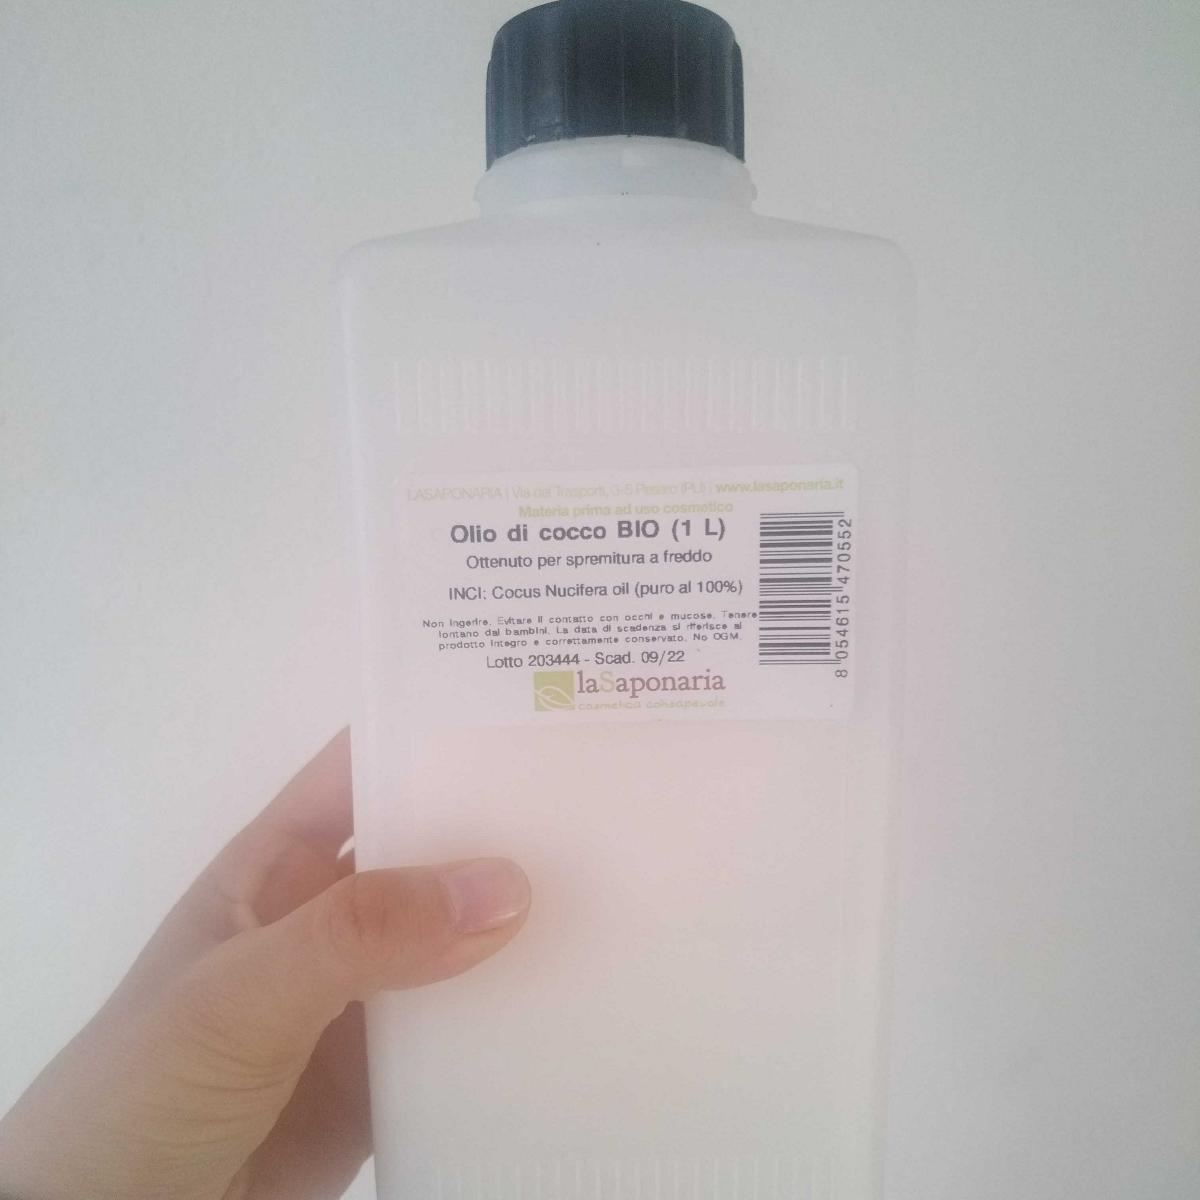 LASAPONARIA | Via dei Trasporti, 3-5 Pesaro (PU) | www.lasaponaria.it
Materia prima ad uso cosmetico
Olio di cocco BIO (1 L)
Ottenuto per spremitura a freddo
INCI: Cocus Nucifera oil (puro al 100%)
Non ingerire. Evitare il contatto con occhi e mucose. Tenere
lontano dai bambini. La data di scadenza si riferisce al
prodotto integro e correttamente conservato. No OGM.
Lotto 203444 - Scad. 09/22
laSaponaria
cosmetica consapevole
8 054615 470552